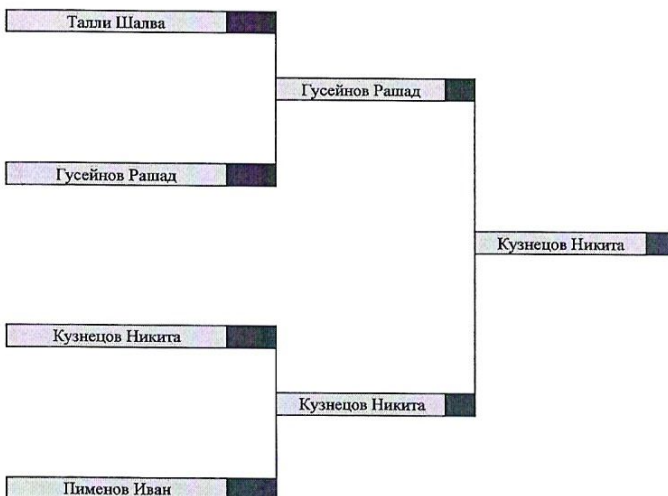 Талли Шалва
Гусейнов Рашад
Гусейнов Рашад
Кузнецов Никита
Кузнецов Никита
Кузнецов Никита
Пименов Иван